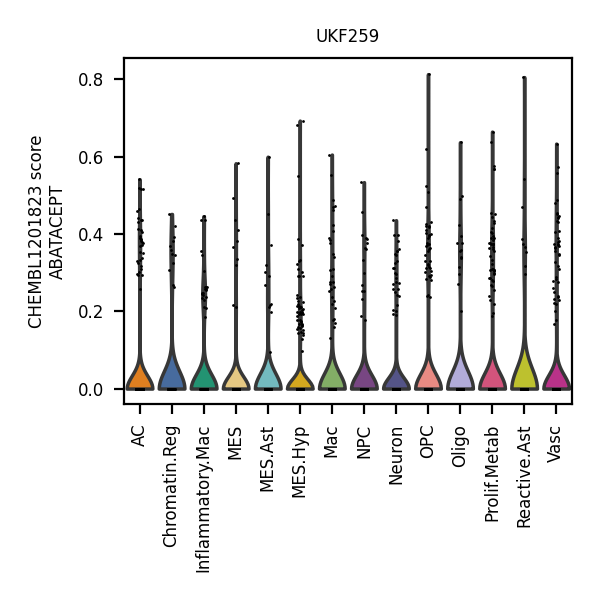 UKF259
CHEMBL1201823 score
ABATACEPT
0.8
0.6
0.4
0.2
0.0
AC
Chromatin.Reg
Inflammatory.Mac
MES
MES.Ast
MES.Hyp
Mac
NPC
Neuron
OPC
Oligo
Prolif.Metab
Reactive.Ast
Vasc